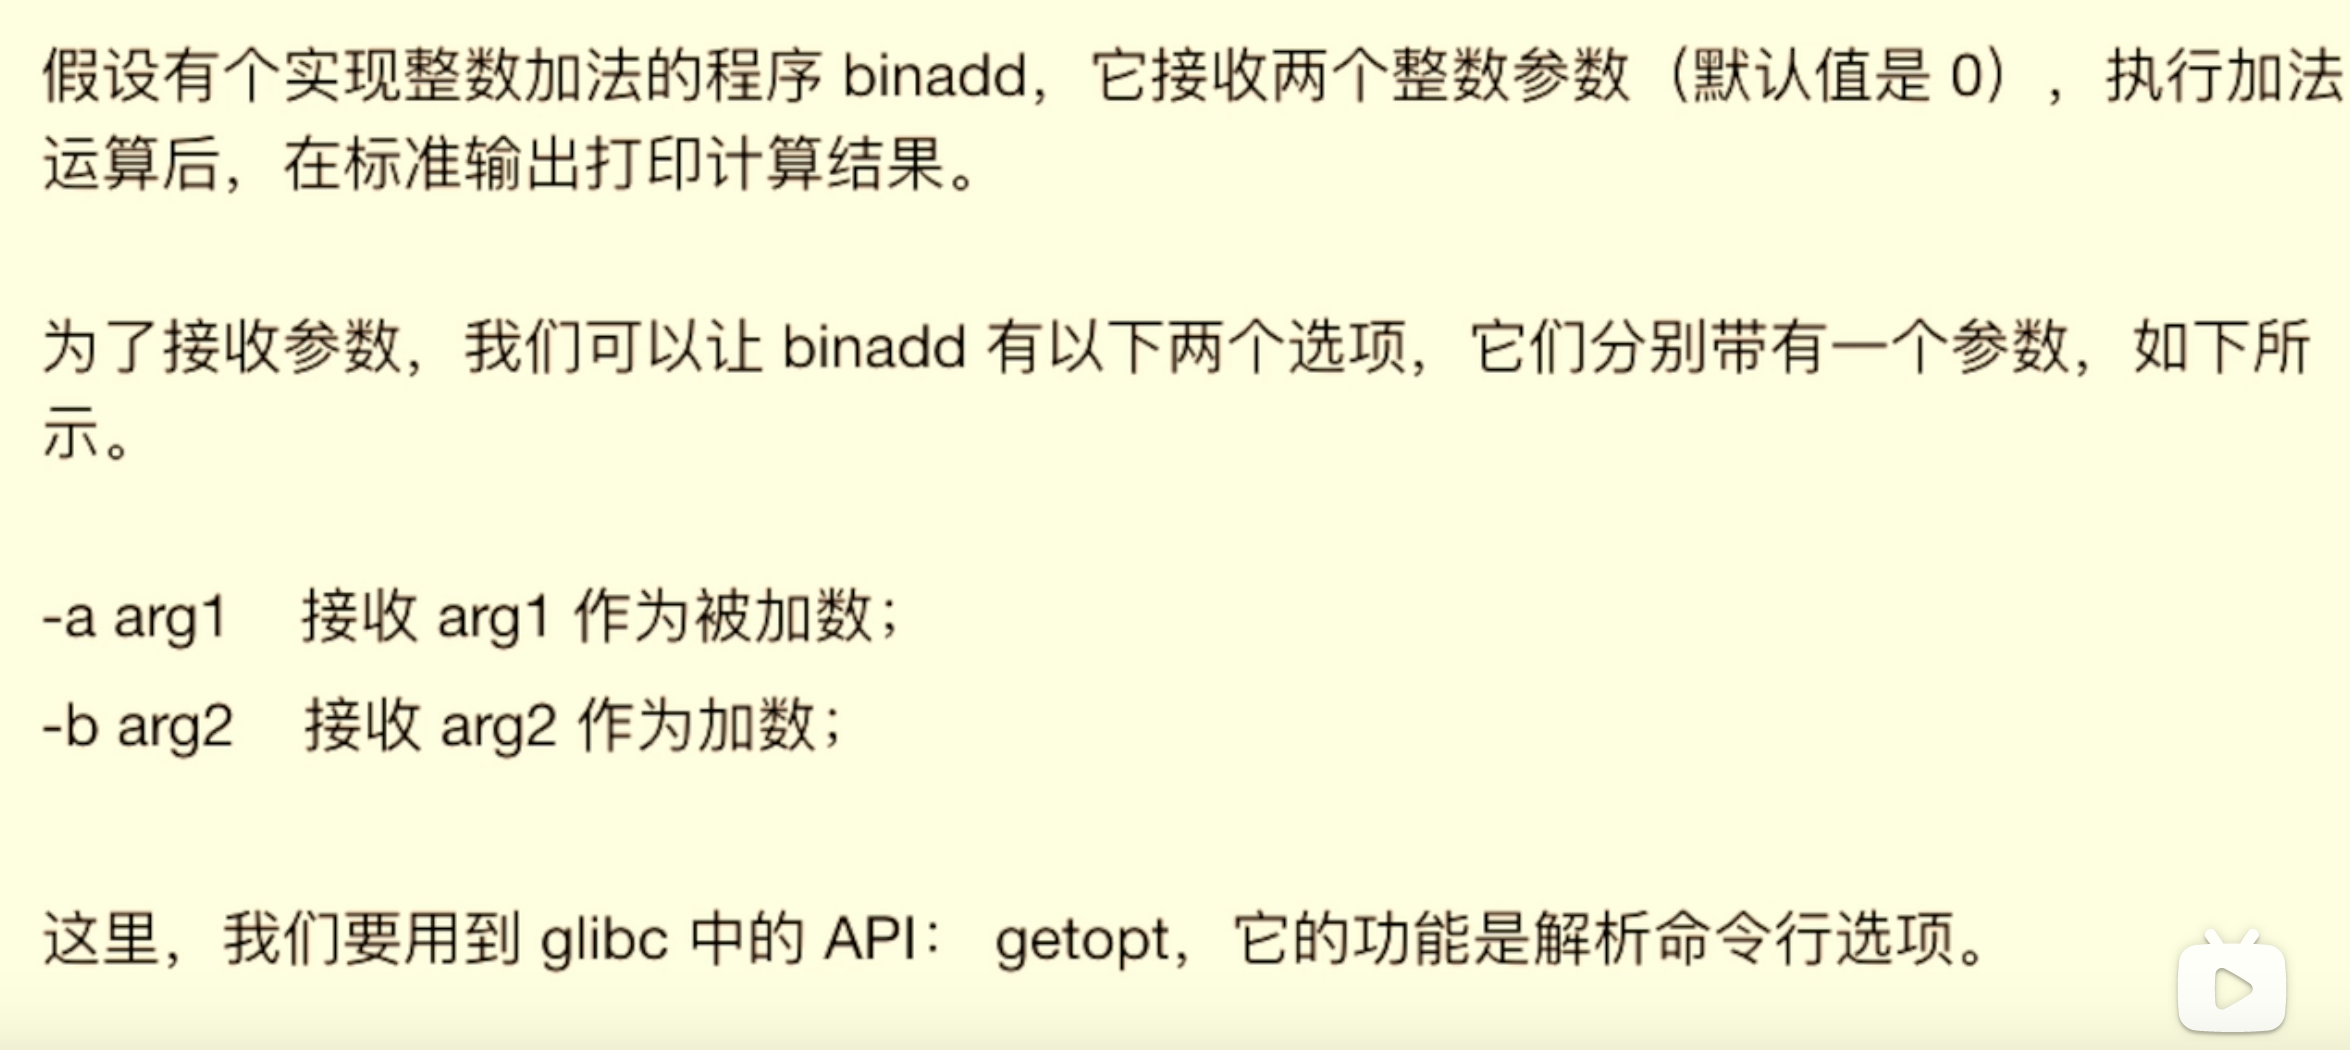 假设有个实现整数加法的程序 binadd，它接收两个整数参数（默认值是 0），执行加法
运算后，在标准输出打印计算结果。
为了接收参数，我们可以让 binadd 有以下两个选项，它们分别带有一个参数，如下所
示。
-a arg1 接收 arg1 作为被加数；
-b arg2 接收 arg2 作为加数；
这里，我们要用到 glibc 中的 API： getopt，它的功能是解析命令行选项。